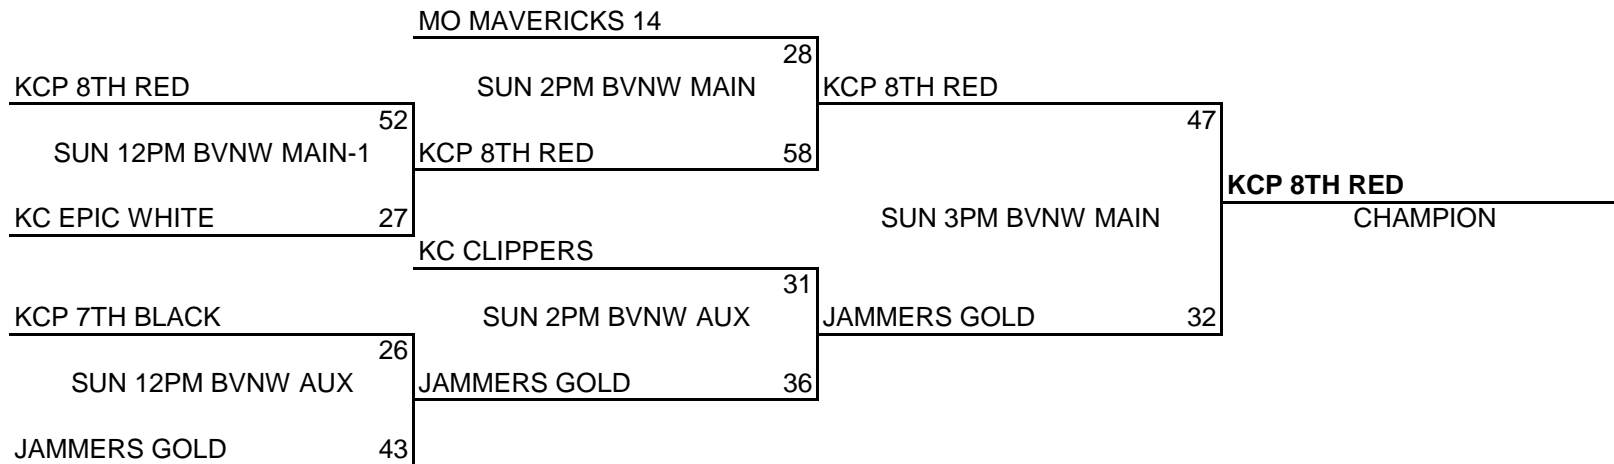 MO MAVERICKS 14
28
KCP 8TH RED
SUN 2PM BVNW MAIN
KCP 8TH RED
52
47
SUN 12PM BVNW MAIN-1
KCP 8TH RED
58
KCP 8TH RED
KC EPIC WHITE
27
SUN 3PM BVNW MAIN
CHAMPION
KC CLIPPERS
31
KCP 7TH BLACK
SUN 2PM BVNW AUX
JAMMERS GOLD
32
26
SUN 12PM BVNW AUX
JAMMERS GOLD
36
JAMMERS GOLD
43